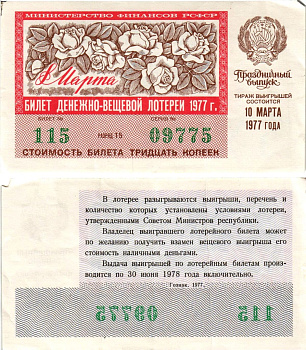 МИНИСТЕРСТВО ФИНАНСОВ РСФСР
8 Марта
Праздничный
выпуск
ТИРАЖ ВЫИГРЫШЕЙ
СОСТОИТСЯ
10 МАРТА
1977 ГОДА
БИЛЕТ ДЕНЕЖНО-ВЕЩЕВОЙ ЛОТЕРЕИ 1977 г.
БИЛЕТ № СЕРИЯ №
115 РАЗРЯД 15 09775
СТОИМОСТЬ БИЛЕТА ТРИДЦАТЬ КОПЕЕК
В лотерее разыгрываются выигрыши, перечень и
количество которых установлены условиями лотереи,
утвержденными Советом Министров республики.
Владелец выигравшего лотерейного билета может
по желанию получить взамен вещевого выигрыша его
стоимость наличными деньгами.
Выдача выигрышей по лотерейным билетам произ-
водится по 30 июня 1978 года включительно.
Гознак. 1977.
09775 115